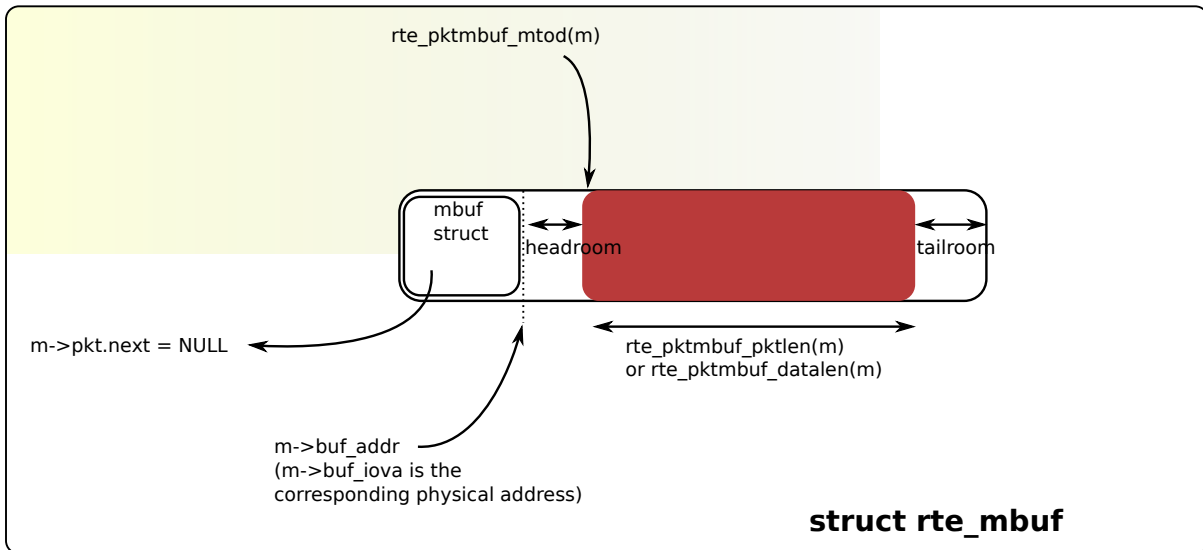 rte_pktmbuf_mtod(m)
mbuf
struct
headroom
tailroom
m->pkt.next = NULL
rte_pktmbuf_pktlen(m)
or rte_pktmbuf_datalen(m)
m->buf_addr
(m->buf_iova is the
corresponding physical address)
struct rte_mbuf